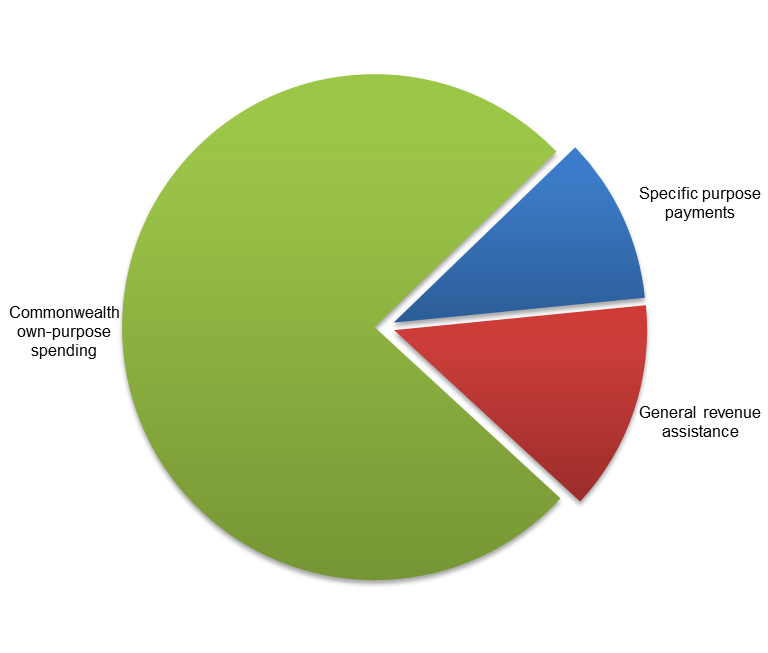 Specific purpose
payments
Commonwealth
own-purpose
spending
General revenue
assistance